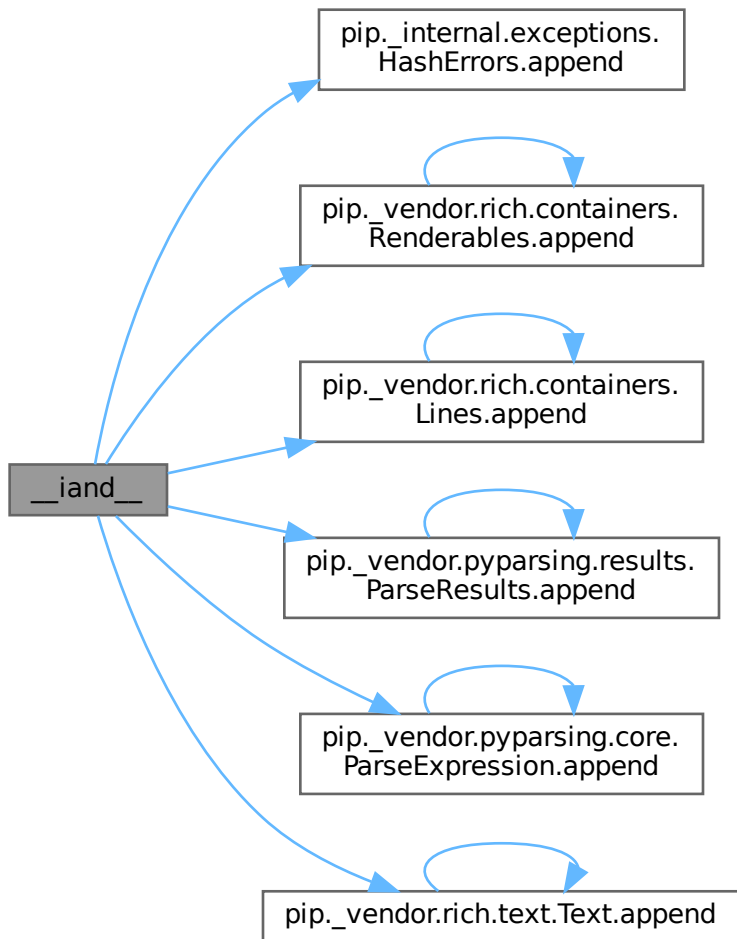 pip._internal.exceptions.
HashErrors.append
pip._vendor.rich.containers.
Renderables.append
pip._vendor.rich.containers.
Lines.append
__iand__
pip._vendor.pyparsing.results.
ParseResults.append
pip._vendor.pyparsing.core.
ParseExpression.append
pip._vendor.rich.text.Text.append